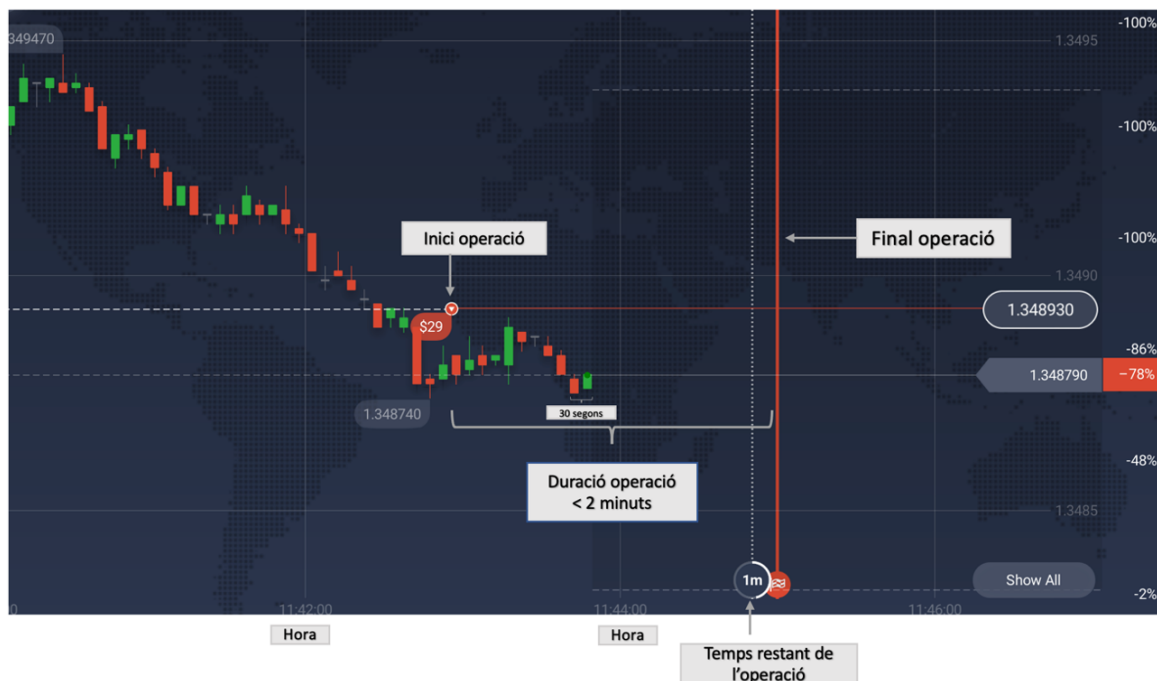 349470
-100%
1.3495
-100%
Inici operació
Final operació
-100%
1.3490
1.348930
$29
-86%
1.348790
−78%
1.348740
30 segons
-48%
Duració operació
< 2 minuts
1.3485
1m
Show All
-2%
0
11:42:00
11:44:00
11:46:00
Hora
Hora
Temps restant de
l’operació